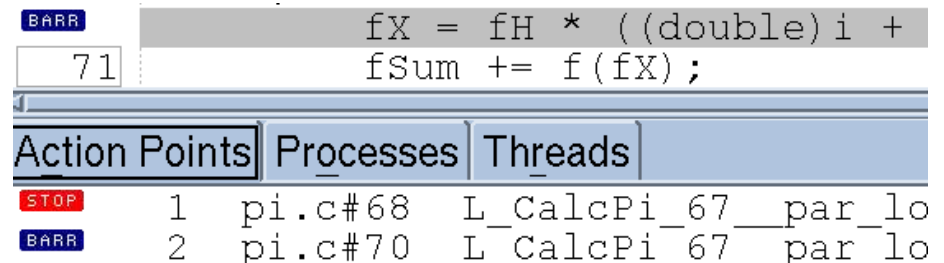 BARR fX = fH * ((double)i +
71 fSum += f(fX);
Action Points Processes Threads
STOP 1 pi.c#68 L_CalcPi_67__par_lo
BARR 2 pi.c#70 L_CalcPi_67__par_lo